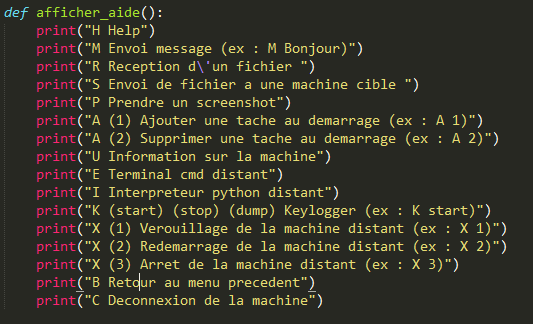 def afficher_aide():
print("H Help")
print("M Envoi message (ex : M Bonjour)")
print("R Reception d\'un fichier ")
print("S Envoi de fichier a une machine cible ")
print("P Prendre un screenshot")
print("A (1) Ajouter une tache au demarrage (ex : A 1)")
print("A (2) Supprimer une tache au demarrage (ex : A 2)")
print("U Information sur la machine")
print("E Terminal cmd distant")
print("I Interpreteur python distant")
print("K (start) (stop) (dump) Keylogger (ex : K start)")
print("X (1) Verouillage de la machine distant (ex : X 1)")
print("X (2) Redemarrage de la machine distant (ex : X 2)")
print("X (3) Arret de la machine distant (ex : X 3)")
print("B Retour au menu precedent")
print("C Deconnexion de la machine")